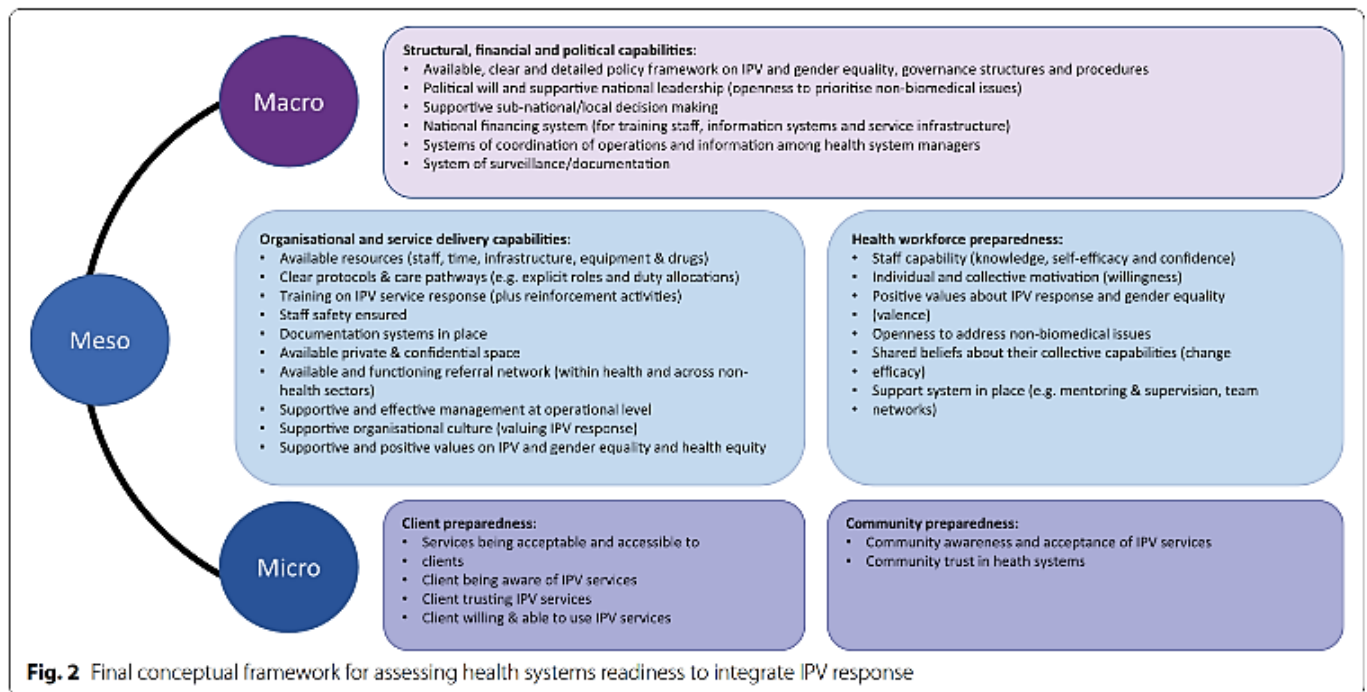 Macro
Structural, financial and political capabilities:
• Available, clear and detailed policy framework on IPV and gender equality, governance structures and procedures
• Political will and supportive national leadership (openness to prioritise non-biomedical issues)
• Supportive sub-national/local decision making
• National financing system (for training staff, information systems and service infrastructure)
• Systems of coordination of operations and information among health system managers
• System of surveillance/documentation
Meso
Organisational and service delivery capabilities:
• Available resources (staff, time, infrastructure, equipment & drugs)
• Clear protocols & care pathways (e.g. explicit roles and duty allocations)
• Training on IPV service response (plus reinforcement activities)
• Staff safety ensured
• Documentation systems in place
• Available private & confidential space
• Available and functioning referral network (within health and across non-
health sectors)
• Supportive and effective management at operational level
• Supportive organisational culture (valuing IPV response)
• Supportive and positive values on IPV and gender equality and health equity
Health workforce preparedness:
• Staff capability (knowledge, self-efficacy and confidence)
• Individual and collective motivation (willingness)
• Positive values about IPV response and gender equality
• (valence)
• Openness to address non-biomedical issues
• Shared beliefs about their collective capabilities (change
• efficacy)
• Support system in place (e.g. mentoring & supervision, team
• networks)
Micro
Client preparedness:
• Services being acceptable and accessible to
• clients
• Client being aware of IPV services
• Client trusting IPV services
• Client willing & able to use IPV services
Community preparedness:
• Community awareness and acceptance of IPV services
• Community trust in heath systems
Fig. 2 Final conceptual framework for assessing health systems readiness to integrate IPV response